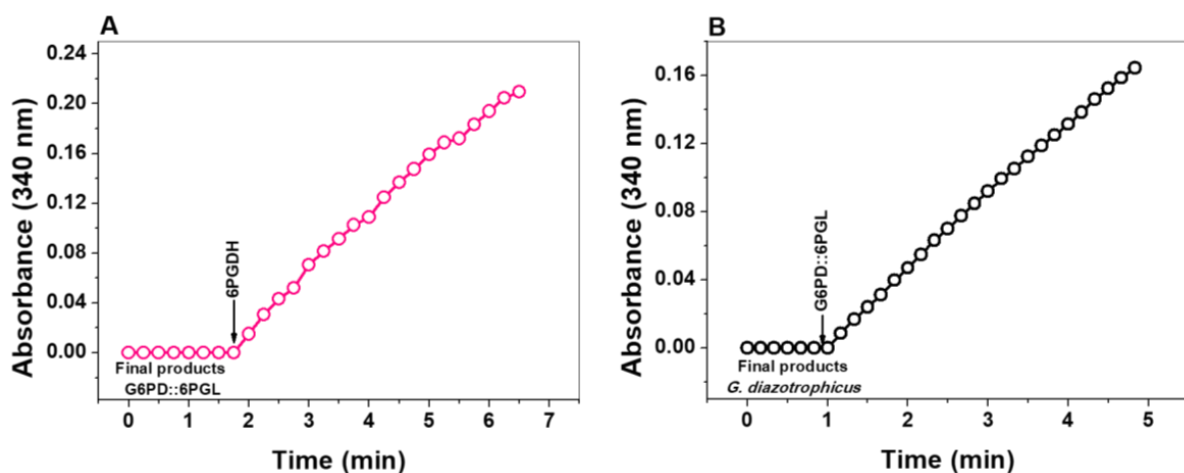 A
Absorbance (340 nm)
0.24
0.20
0.16
0.12
0.08
0.04
0.00
6PGDH
Final products
G6PD::6PGL
0 1 2 3 4 5 6 7
Time (min)
B
Absorbance (340 nm)
0.16
0.12
0.08
0.04
0.00
G6PD::6PGL
Final products
G. diazotrophicus
0 1 2 3 4 5
Time (min)